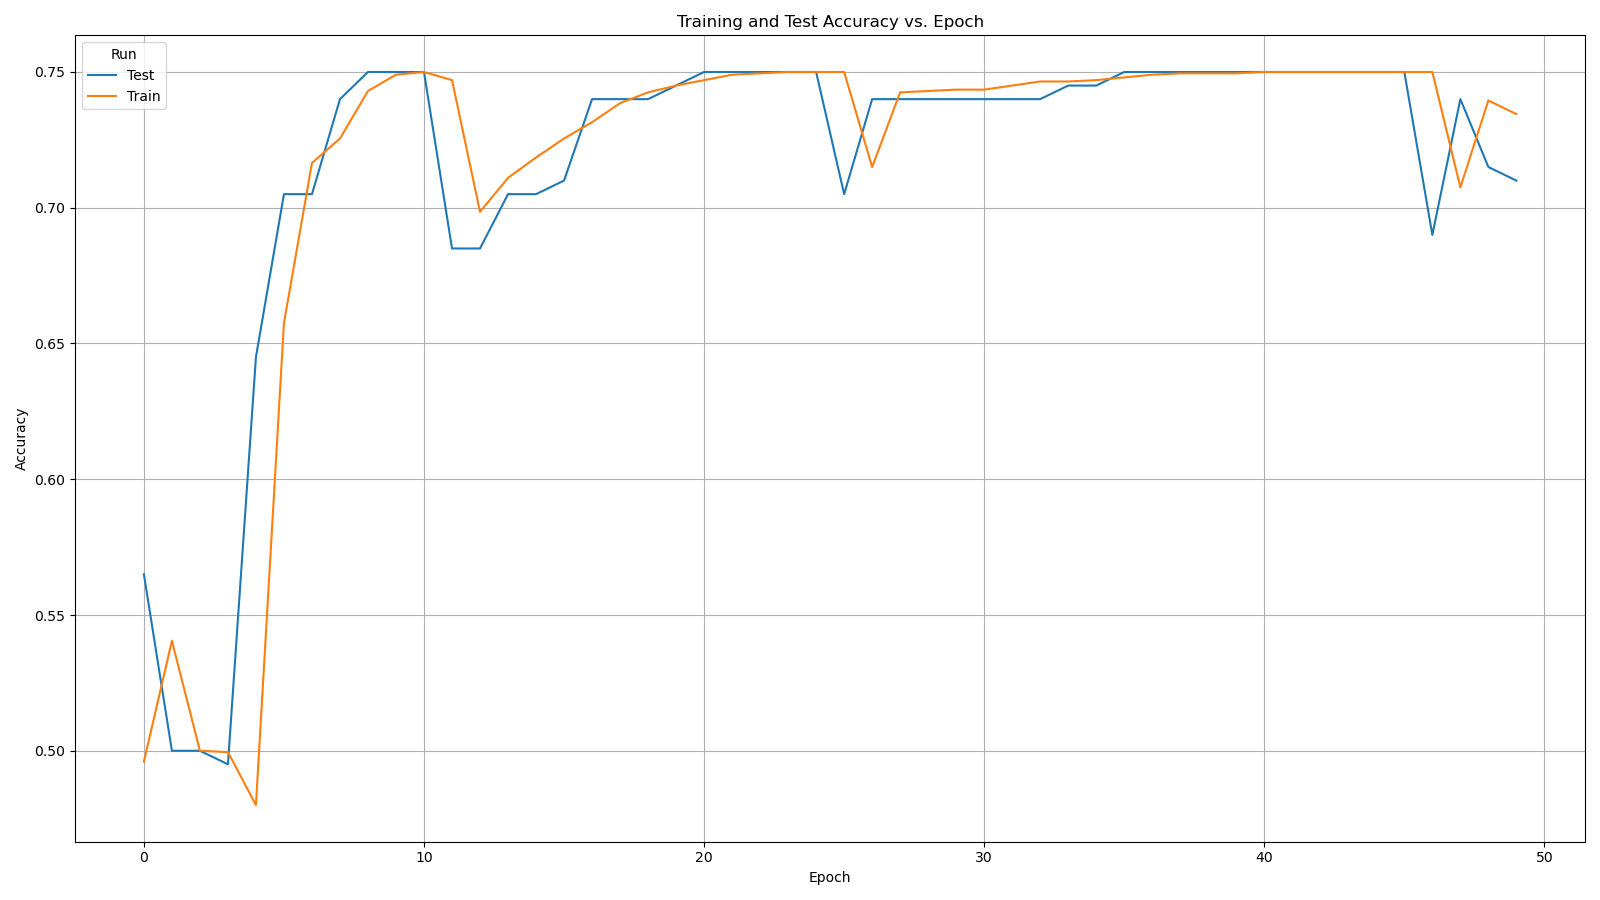 Training and Test Accuracy vs. Epoch
Run
Test
Train
0.75
0.70
0.65
0.60
0.55
0.50
Accuracy
0 10 20 30 40 50
Epoch